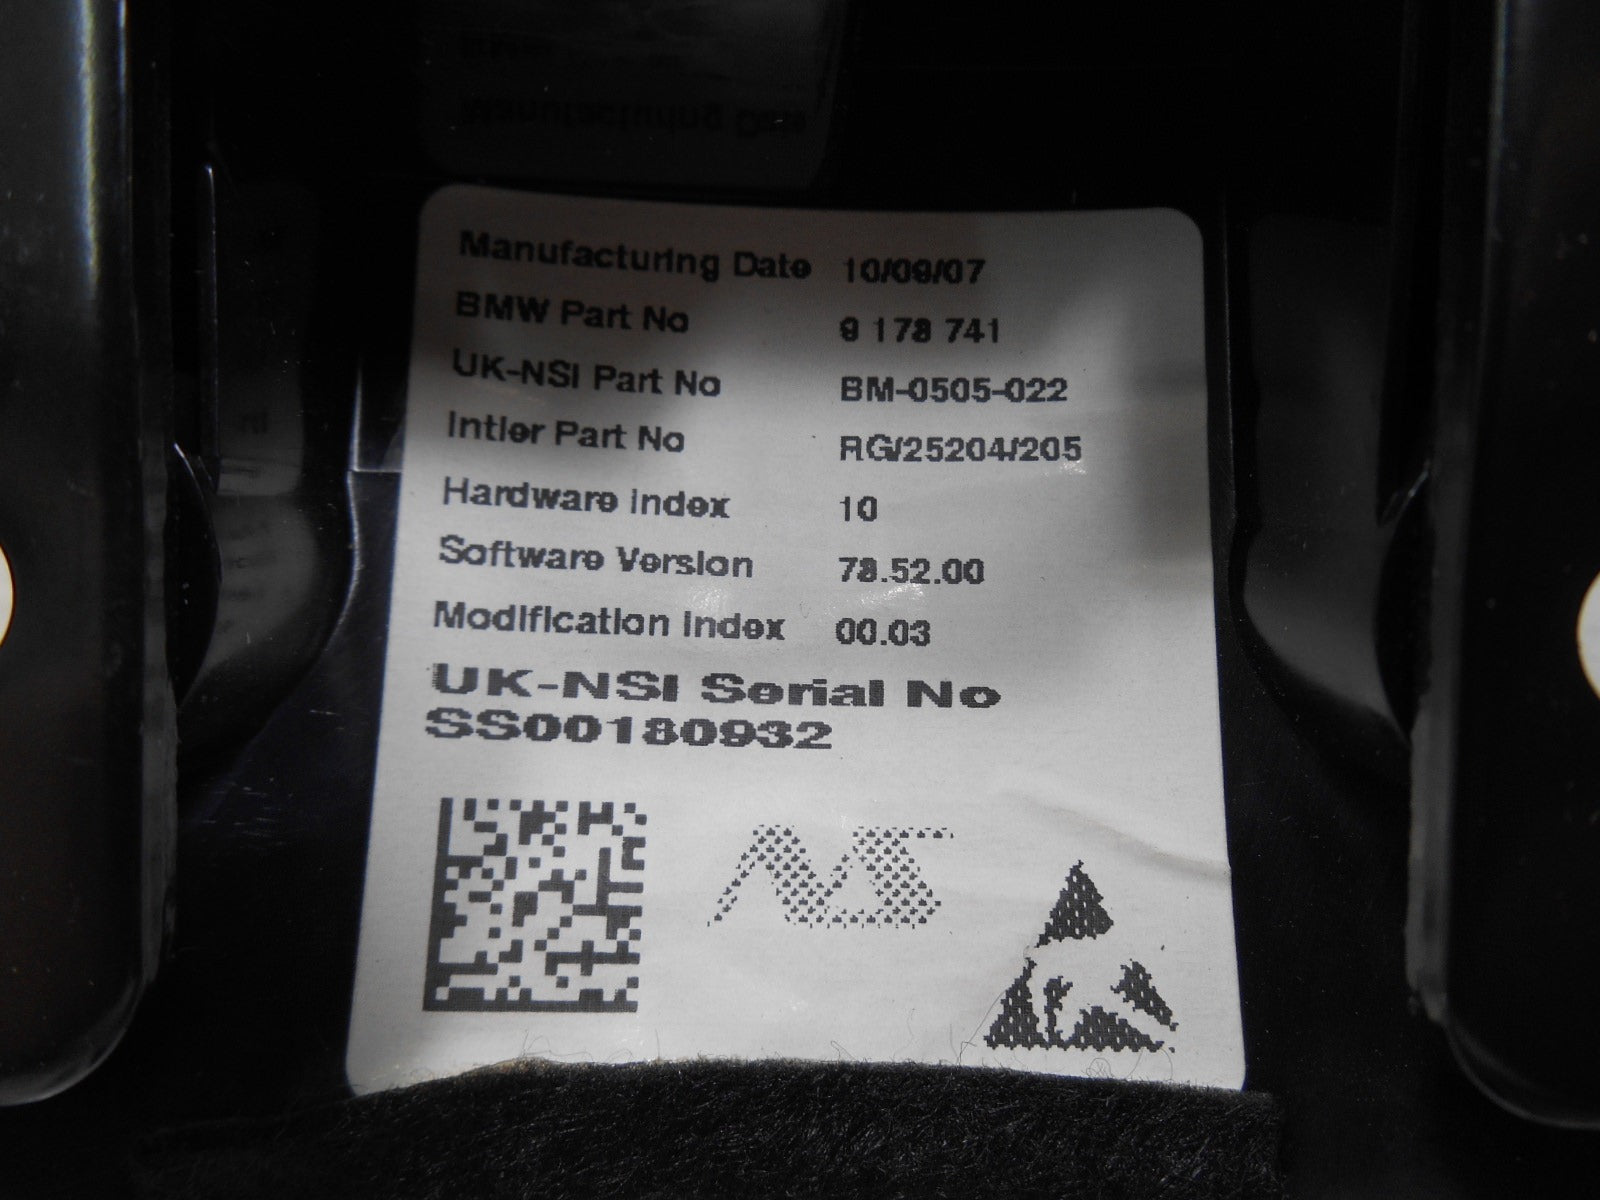 Manufacturing Date 10/09/07
BMW Part No 9 178 741
UK-NSI Part No BM-0505-022
Intier Part No RG/25204/205
Hardware Index 10
Software Version 78.52.00
Modification Index 00.03
UK-NSI Serial No
SS00180932